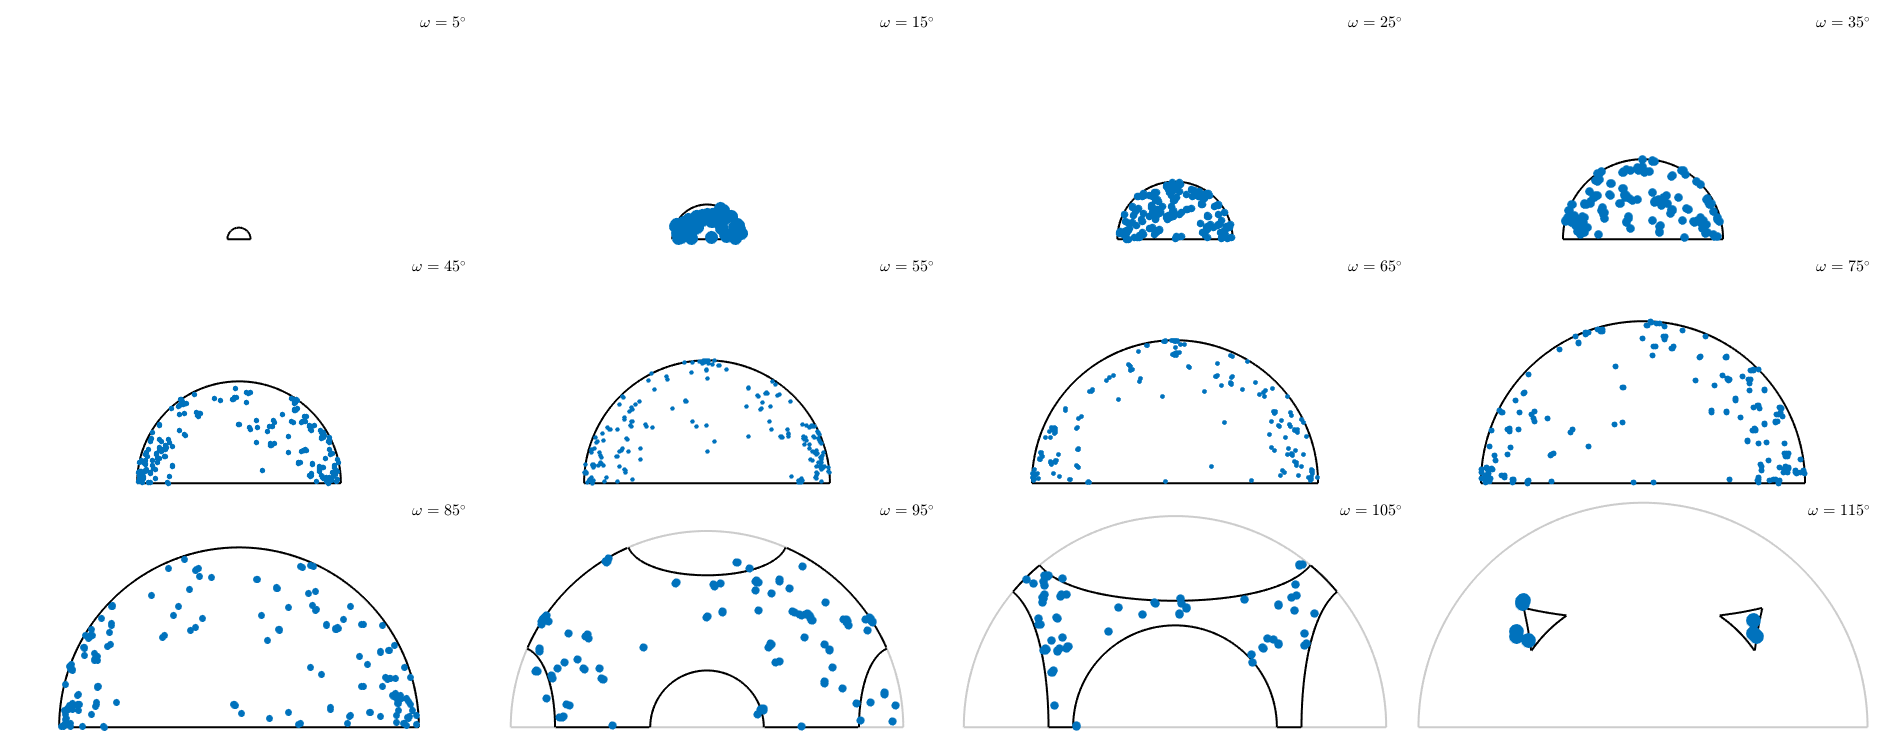 ω = 5°
ω = 15°
ω = 25°
ω = 35°
ω = 45°
ω = 55°
ω = 65°
ω = 75°
ω = 85°
ω = 95°
ω = 105°
ω = 115°